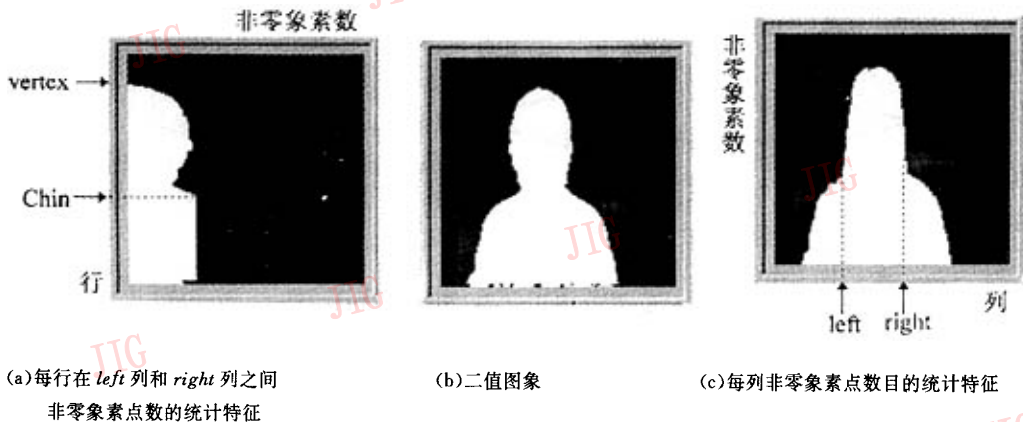 非零象素数
vertex
Chin
行
非零象素数
left
right
列
JIG
JIG
JIG
JIG
JIG
(a)每行在 left 列和 right 列之间
非零象素点数的统计特征
(b)二值图象
(c)每列非零象素点数目的统计特征